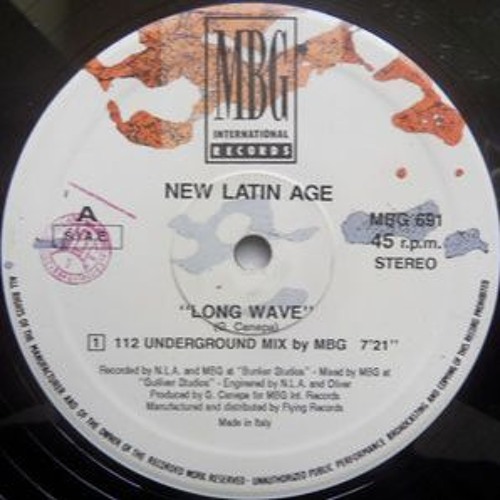 MBG
INTERNATIONAL
RECORDS
NEW LATIN AGE
A
S.I.A.E.
MBG 691
45 r.p.m.
STEREO
"LONG WAVE"
(G. Canepa)
1 112 UNDERGROUND MIX by MBG 7'21"
Recorded by N.L.A. and MBG at "Bunker Studios" - Mixed by MBG at
"Gulliver Studios" - Engineered by N.L.A. and Oliver
Produced by G. Canepa for MBG Int. Records
Manufactured and distributed by Flying Records
Made in Italy
ALL RIGHTS OF THE MANUFACTURER AND OF THE OWNER OF THE RECORDED WORK RESERVED - UNAUTHORIZED PUBLIC PERFORMANCE, BROADCASTING AND COPYING OF THIS RECORD PROHIBITED